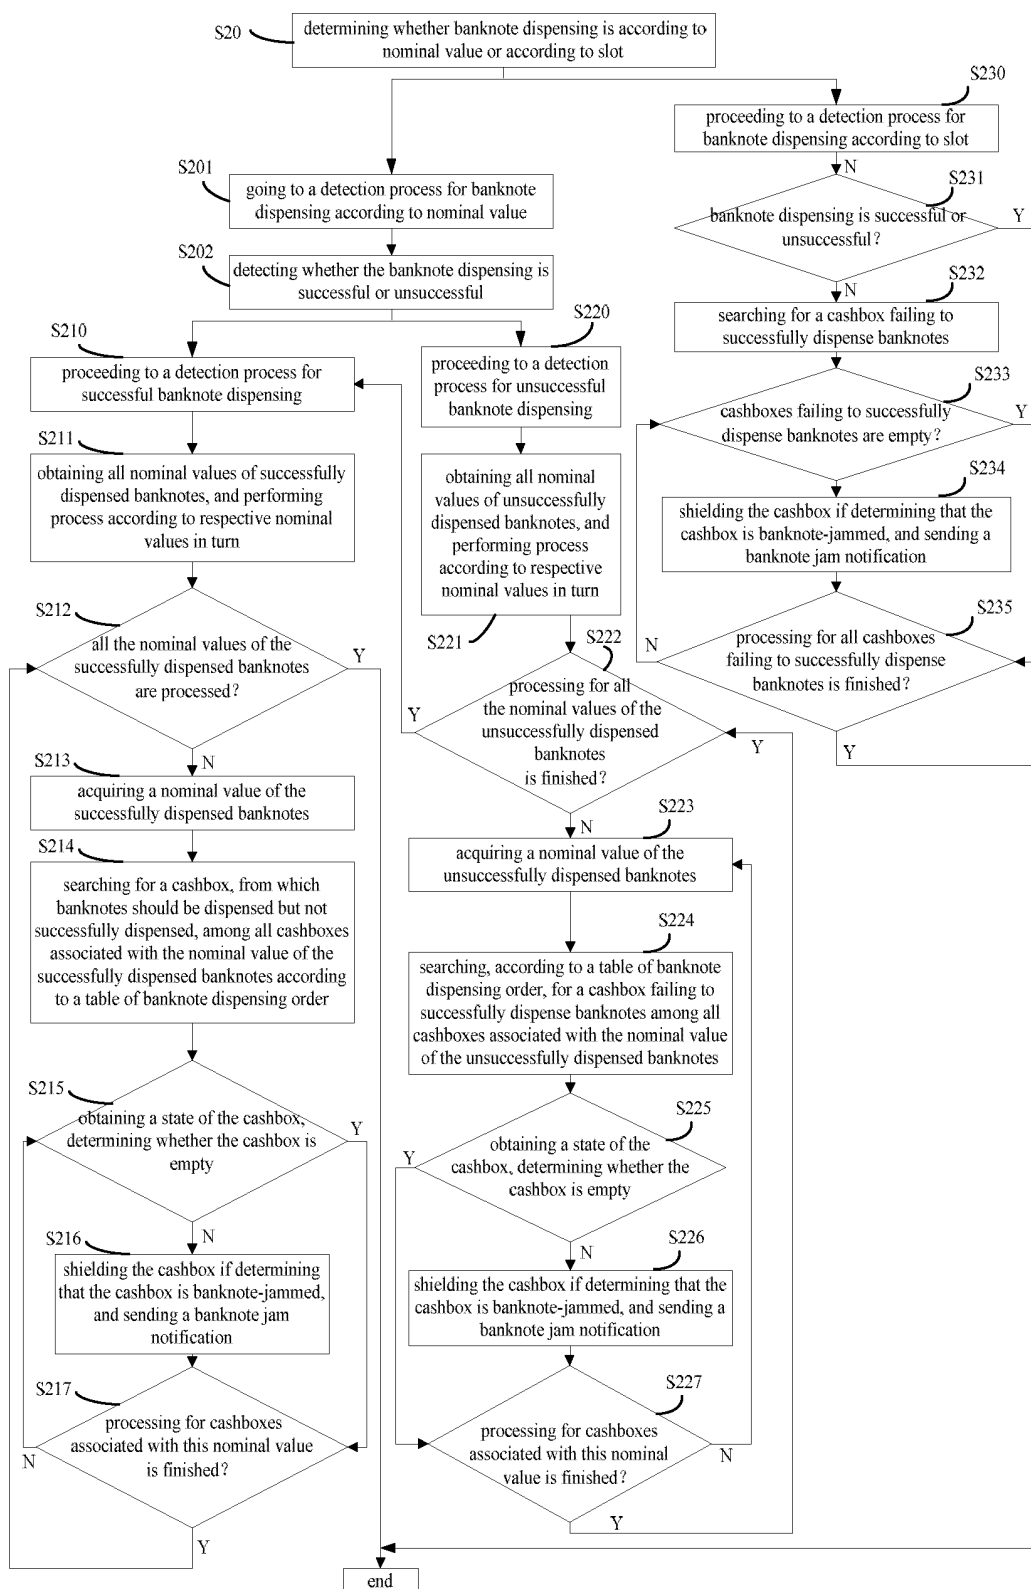 S20
determining whether banknote dispensing is according to
nominal value or according to slot
S201
going to a detection process for banknote
dispensing according to nominal value
S202
detecting whether the banknote dispensing is
successful or unsuccessful
S210
proceeding to a detection process for
successful banknote dispensing
S211
obtaining all nominal values of successfully
dispensed banknotes, and performing
process according to respective nominal
values in turn
S212
all the nominal values of the
successfully dispensed banknotes
are processed?
Y
N
S213
acquiring a nominal value of the
successfully dispensed banknotes
S214
searching for a cashbox, from which
banknotes should be dispensed but not
successfully dispensed, among all cashboxes
associated with the nominal value of the
successfully dispensed banknotes according
to a table of banknote dispensing order
S215
obtaining a state of the cashbox,
determining whether the cashbox is
empty
Y
N
S216
shielding the cashbox if determining
that the cashbox is banknote-jammed,
and sending a banknote jam
notification
S217
processing for cashboxes
associated with this nominal value
is finished?
N
Y
S220
proceeding to a detection
process for unsuccessful
banknote dispensing
obtaining all nominal
values of unsuccessfully
dispensed banknotes, and
performing process
according to respective
nominal values in turn
S221
S222
processing for all
the nominal values of the
unsuccessfully dispensed
banknotes
is finished?
Y
Y
N
S223
acquiring a nominal value of the
unsuccessfully dispensed banknotes
S224
searching, according to a table of banknote
dispensing order, for a cashbox failing to
successfully dispense banknotes among all
cashboxes associated with the nominal value
of the unsuccessfully dispensed banknotes
S225
obtaining a state of the
cashbox, determining whether the
cashbox is empty
Y
N
S226
shielding the cashbox if determining that the
cashbox is banknote-jammed, and sending a
banknote jam notification
S227
processing for cashboxes
associated with this nominal
value is finished?
N
Y
S230
proceeding to a detection process for
banknote dispensing according to slot
N
S231
banknote dispensing is successful or
unsuccessful?
Y
N
S232
searching for a cashbox failing to
successfully dispense banknotes
S233
cashboxes failing to successfully
dispense banknotes are empty?
Y
S234
shielding the cashbox if determining that the
cashbox is banknote-jammed, and sending a
banknote jam notification
S235
processing for all cashboxes
failing to successfully dispense
banknotes is finished?
N
Y
end